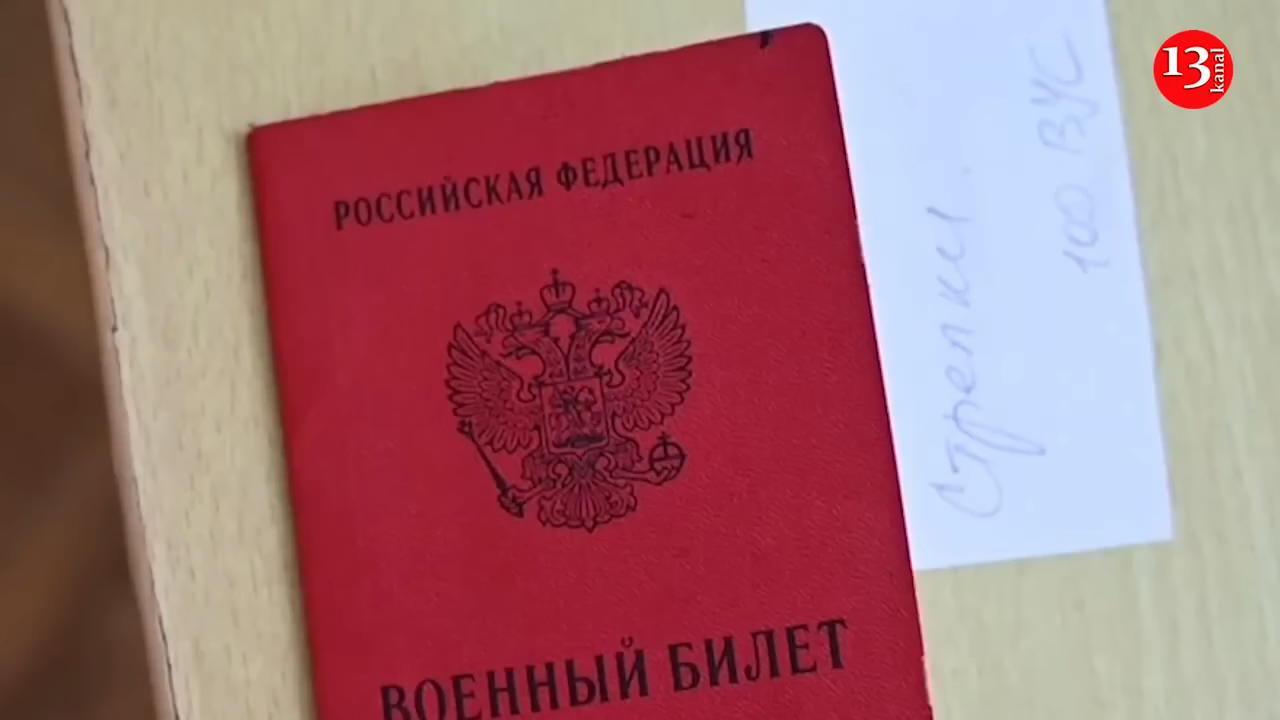 РОССИЙСКАЯ ФЕДЕРАЦИЯ
ВОЕННЫЙ БИЛЕТ
Стрелки.
100 ВУС
13 kanal